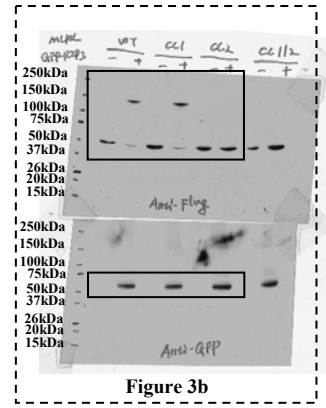 MLKL WT CC1 CC2 CC1/2
GFP-RIP3 - + - + - + - +
250kDa
150kDa
100kDa
75kDa
50kDa
37kDa
26kDa
20kDa
15kDa
Anti-Flag
250kDa
150kDa
100kDa
75kDa
50kDa
37kDa
26kDa
20kDa
15kDa
Anti-GFP
Figure 3b